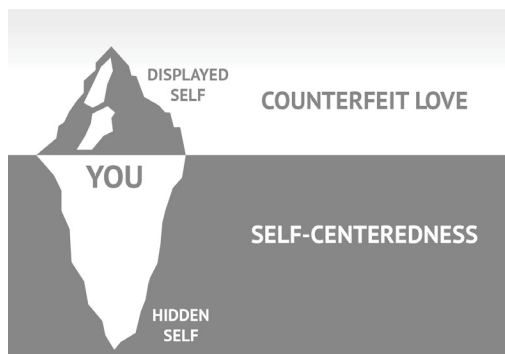 DISPLAYED
SELF
COUNTERFEIT LOVE
YOU
SELF-CENTEREDNESS
HIDDEN
SELF